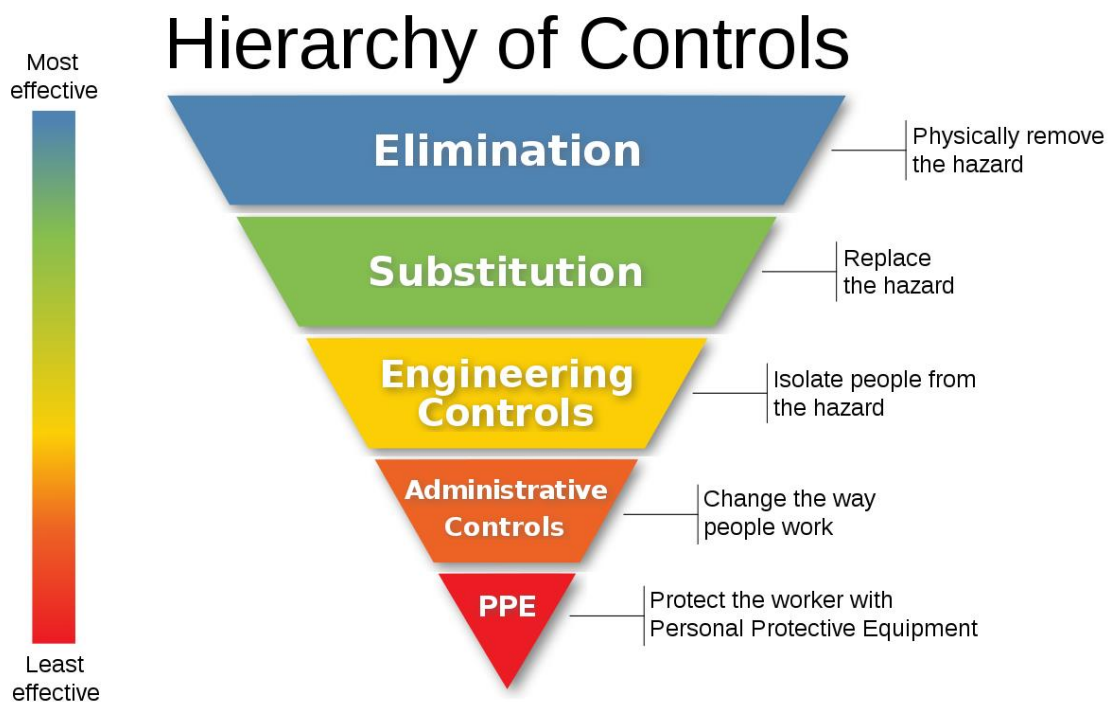 Hierarchy of Controls
Most
effective
Elimination
Physically remove
the hazard
Substitution
Replace
the hazard
Engineering
Controls
Isolate people from
the hazard
Administrative
Controls
Change the way
people work
PPE
Protect the worker with
Personal Protective Equipment
Least
effective